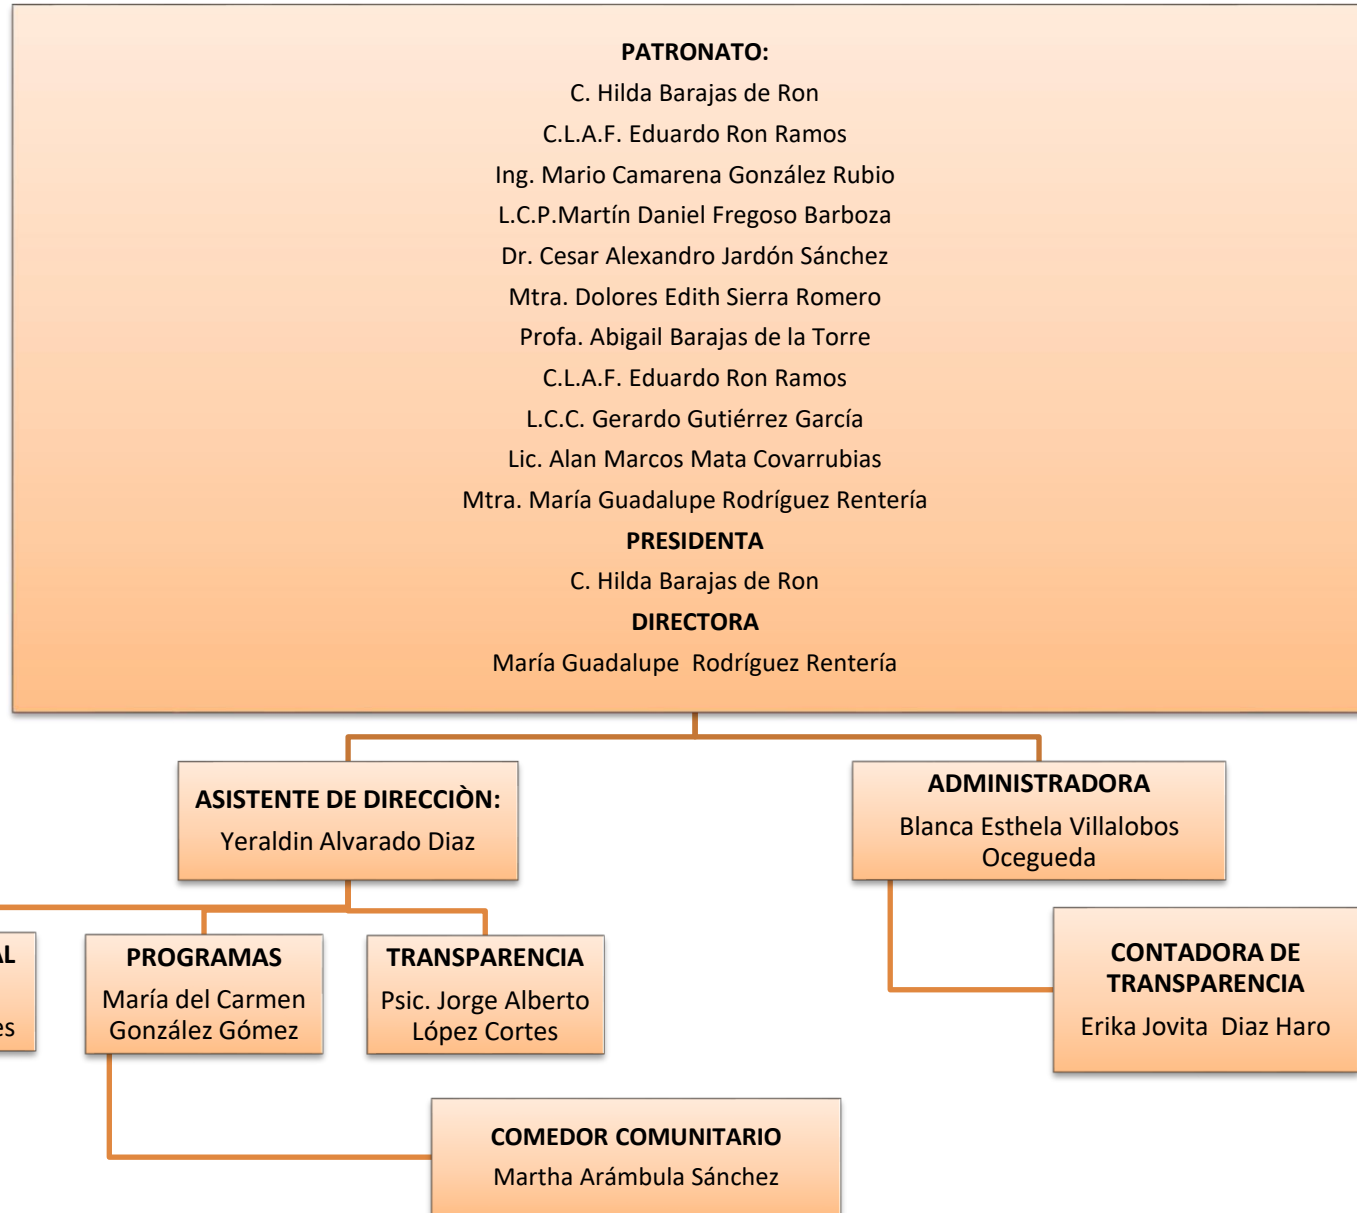 PATRONATO:
C. Hilda Barajas de Ron
C.L.A.F. Eduardo Ron Ramos
Ing. Mario Camarena González Rubio
L.C.P.Martín Daniel Fregoso Barboza
Dr. Cesar Alexandro Jardón Sánchez
Mtra. Dolores Edith Sierra Romero
Profa. Abigail Barajas de la Torre
C.L.A.F. Eduardo Ron Ramos
L.C.C. Gerardo Gutiérrez García
Lic. Alan Marcos Mata Covarrubias
Mtra. María Guadalupe Rodríguez Rentería
PRESIDENTA
C. Hilda Barajas de Ron
DIRECTORA
María Guadalupe  Rodríguez Rentería
ASISTENTE DE DIRECCIÒN:
Yeraldin Alvarado Diaz
ADMINISTRADORA
Blanca Esthela Villalobos
Ocegueda
PROGRAMAS
María del Carmen
González Gómez
TRANSPARENCIA
Psic. Jorge Alberto
López Cortes
CONTADORA DE
TRANSPARENCIA
Erika Jovita  Diaz Haro
COMEDOR COMUNITARIO
Martha Arámbula Sánchez